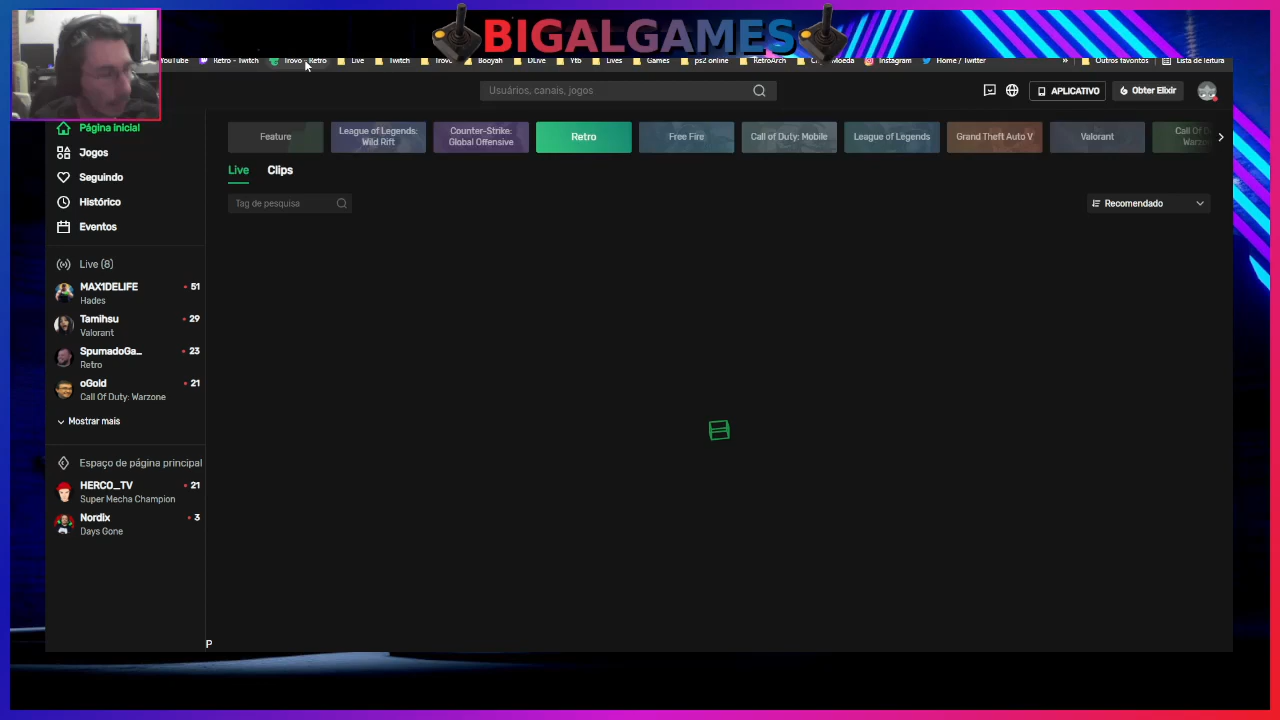 BIGALGAMES
YouTube Retro - Twitch Trovo - Retro Live Twitch Trovo Booyah DLive Ytb Lives Games ps2 online RetroArch Moeda Instagram Home / Twitter » Outros favoritos Lista de leitura
Usuários, canais, jogos
APLICATIVO
Obter Elixir
Página inicial
Jogos
Seguindo
Histórico
Eventos
Live (8)
MAX1DELIFE 51
Hades
Tamihsu 29
Valorant
SpumadoGa... 23
Retro
oGold 21
Call Of Duty: Warzone
Mostrar mais
Espaço de página principal
HERCO_TV 21
Super Mecha Champion
Nordix 3
Days Gone
Feature
League of Legends:
Wild Rift
Counter-Strike:
Global Offensive
Retro
Free Fire
Call of Duty: Mobile
League of Legends
Grand Theft Auto V
Valorant
Call Of D
Warzo
Live Clips
Tag de pesquisa
Recomendado
P